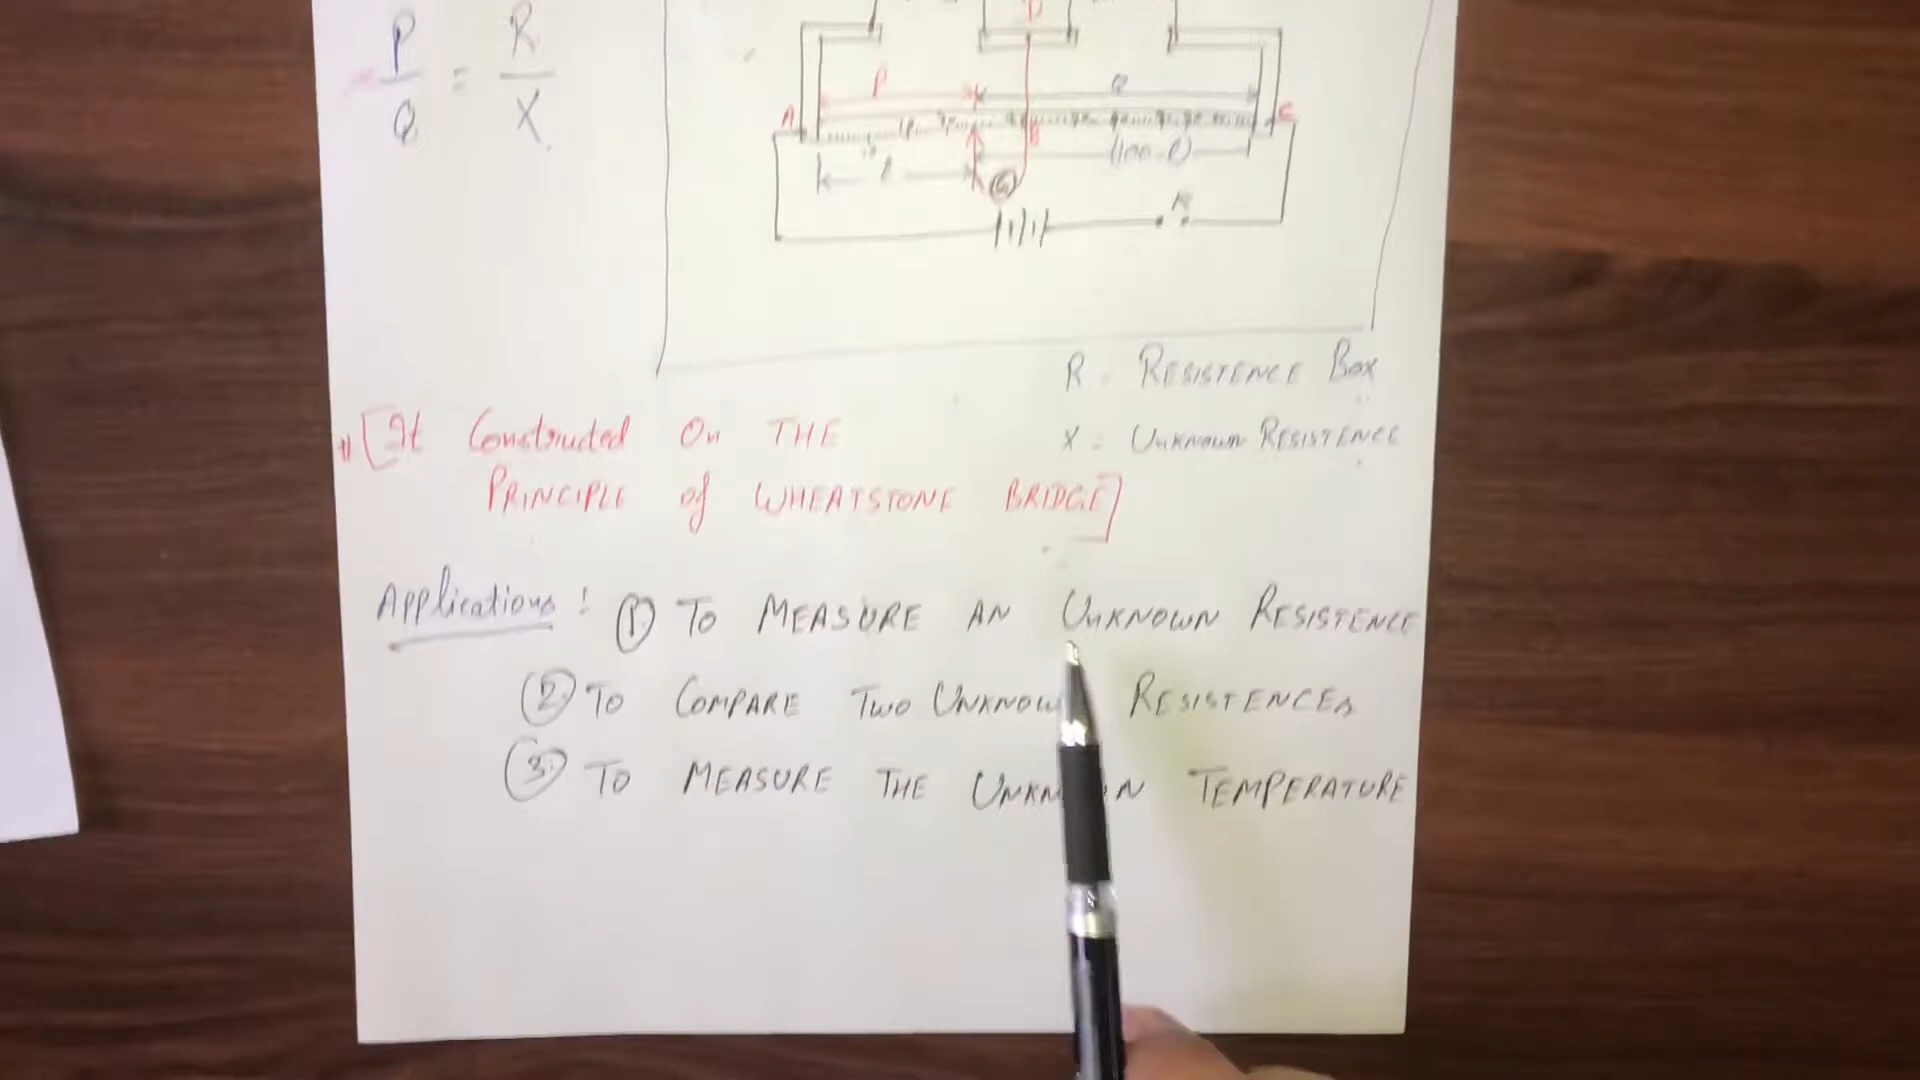 P/Q = R/X
D
P Q
A B C
l (100-l)
G
K
R - RESISTENCE BOX
X = UNKNOWN RESISTENCE
[It Constructed On THE
PRINCIPLE of WHEATSTONE BRIDGE]
Applications : ① TO MEASURE AN UNKNOWN RESISTENCE
② TO COMPARE TWO UNKNOW RESISTENCES
③ TO MEASURE THE TEMPERATURE